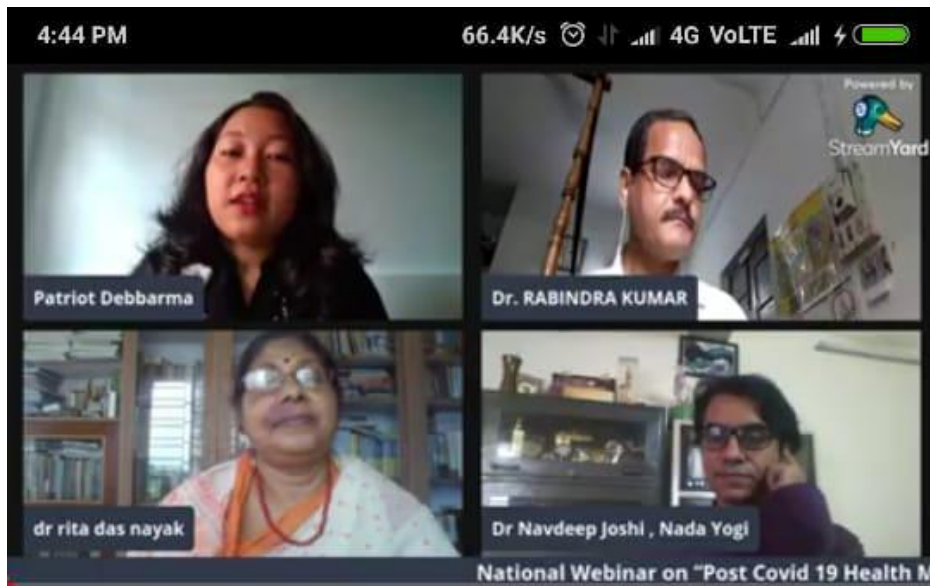 4:44 PM 66.4K/s 4G VoLTE
Powered by
StreamYard
Patriot Debbarma
Dr. RABINDRA KUMAR
dr rita das nayak
Dr Navdeep Joshi , Nada Yogi
National Webinar on "Post Covid 19 Health M